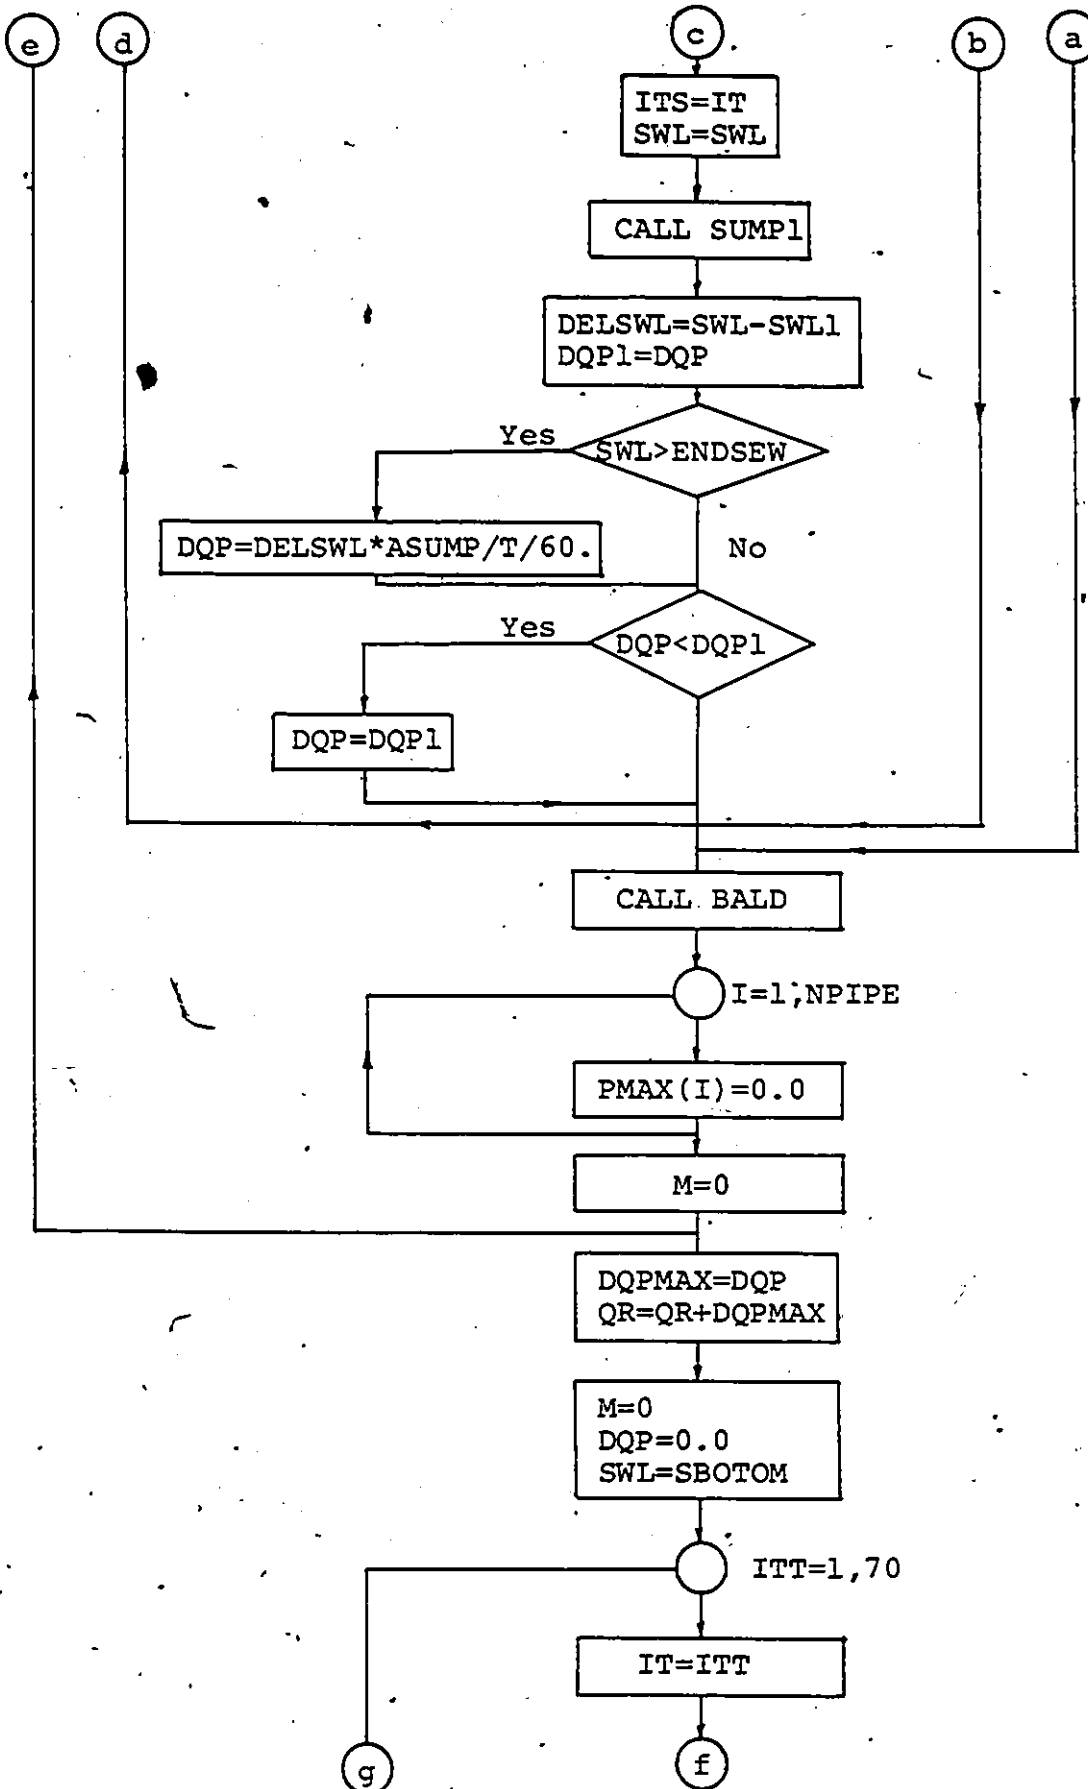 e
d
c
b
a
ITS=IT
SWL=SWL
CALL SUMP1
DELSWL=SWL-SWL1
DQP1=DQP
Yes
SWL>ENDSEW
DQP=DELSWL*ASUMP/T/60.
No
Yes
DQP<DQP1
DQP=DQP1
CALL BALD
I=1,NPIPE
PMAX(I)=0.0
M=0
DQPMAX=DQP
QR=QR+DQPMAX
M=0
DQP=0.0
SWL=SBOTOM
ITT=1,70
IT=ITT
g
f